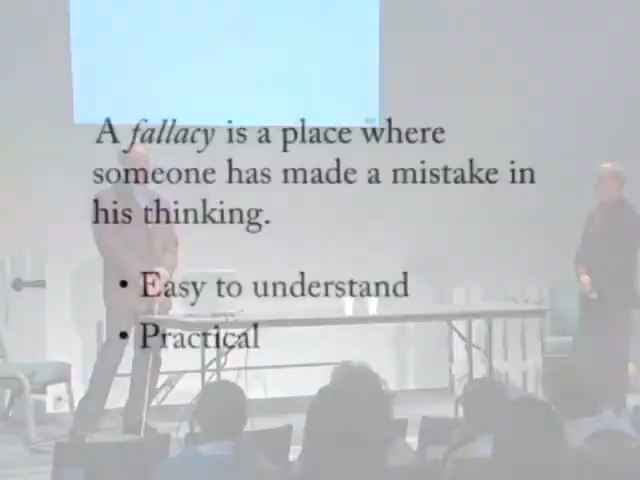 A fallacy is a place where
someone has made a mistake in
his thinking.
• Easy to understand
• Practical